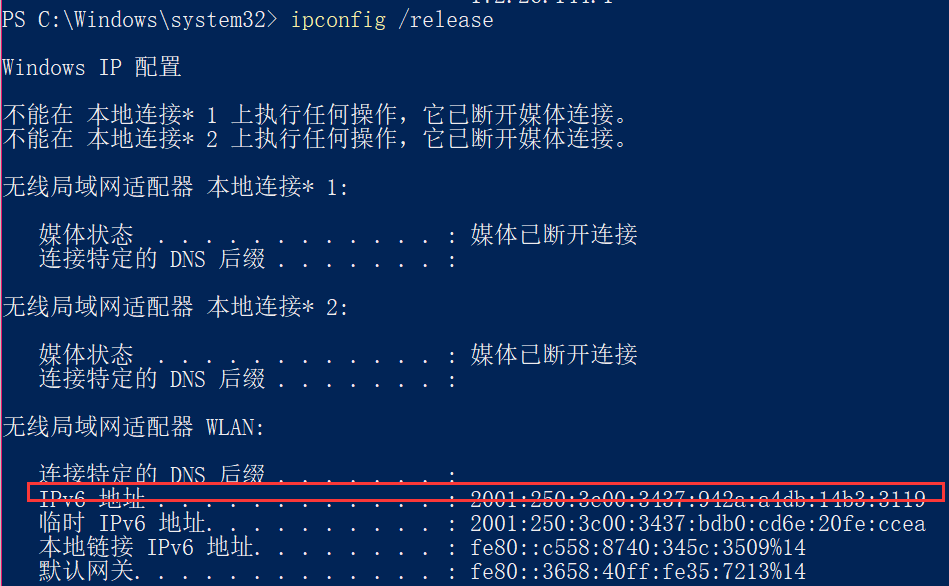 PS C:\Windows\system32> ipconfig /release
Windows IP 配置
不能在 本地连接* 1 上执行任何操作，它已断开媒体连接。
不能在 本地连接* 2 上执行任何操作，它已断开媒体连接。
无线局域网适配器 本地连接* 1:
媒体状态 . . . . . . . . . . . . : 媒体已断开连接
连接特定的 DNS 后缀 . . . . . . . :
无线局域网适配器 本地连接* 2:
媒体状态 . . . . . . . . . . . . : 媒体已断开连接
连接特定的 DNS 后缀 . . . . . . . :
无线局域网适配器 WLAN:
连接特定的 DNS 后缀 . . . . . . . :
IPv6 地址 . . . . . . . . . . . . : 2001:250:3c00:3437:942a:a4db:14b3:3119
临时 IPv6 地址. . . . . . . . . . : 2001:250:3c00:3437:bdb0:cd6e:20fe:ccea
本地链接 IPv6 地址. . . . . . . . : fe80::c558:8740:345c:3509%14
默认网关. . . . . . . . . . . . . : fe80::3658:40ff:fe35:7213%14